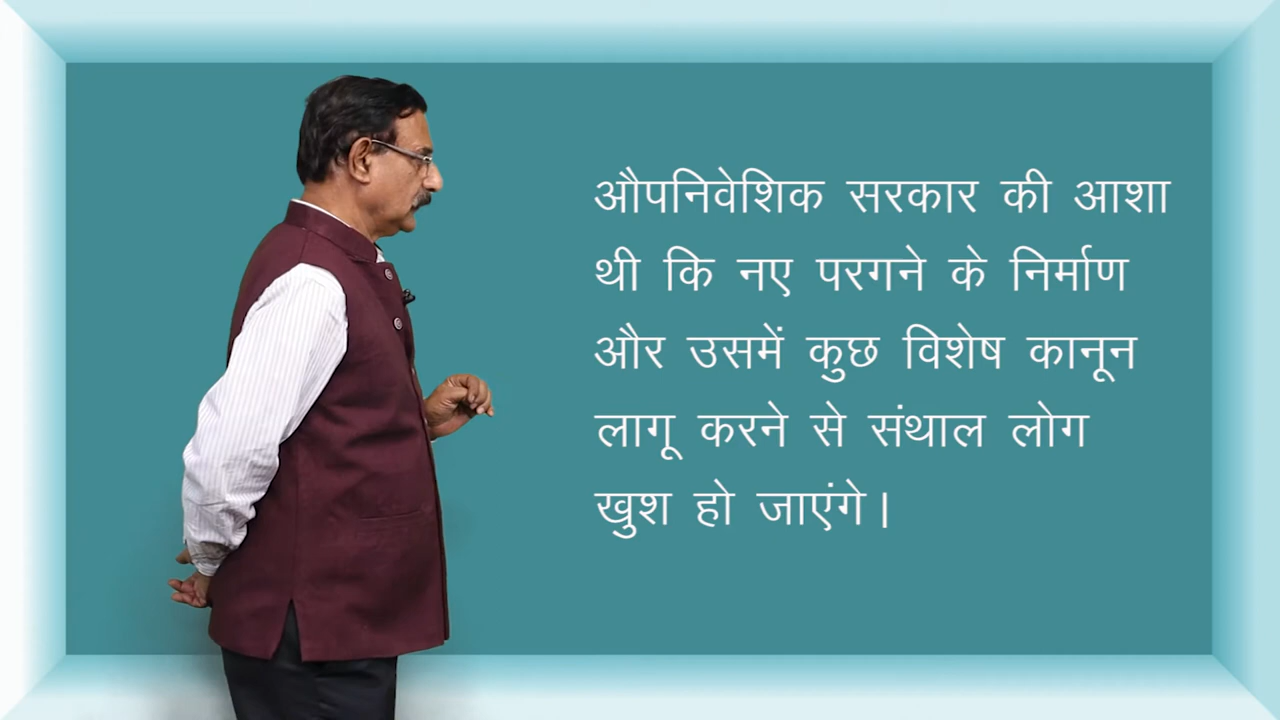 औपनिवेशिक सरकार की आशा
थी कि नए परगने के निर्माण
और उसमें कुछ विशेष कानून
लागू करने से संथाल लोग
खुश हो जाएंगे।